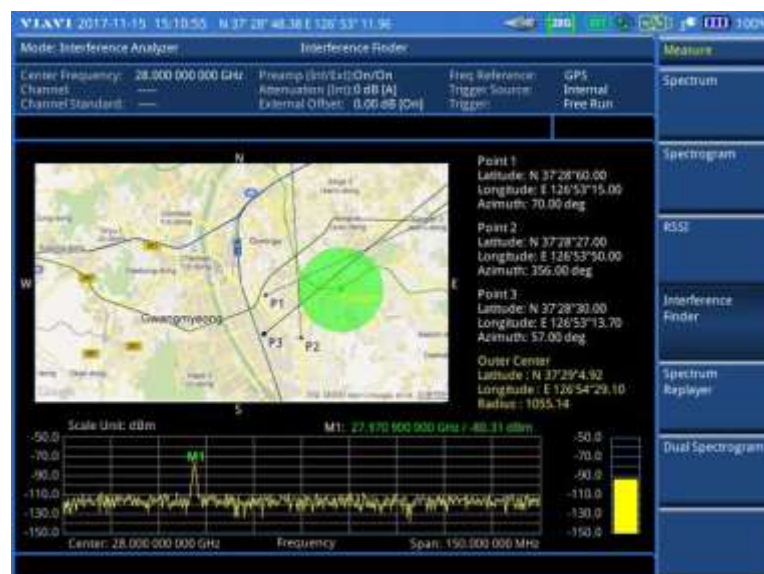 VIAVI 2017-11-15 15:10:55 N 37° 28' 48.38 E 126° 53' 11.96
100%
Mode: Interference Analyzer
Interference Finder
Measure
Center Frequency: 28.000 000 000 GHz
Channel: ----
Channel Standard: ----
Preamp (Int/Ext): On/On
Attenuation (Int): 0 dB [A]
External Offset: 0.00 dB [On]
Freq Reference: GPS
Trigger Source: Internal
Trigger: Free Run
Spectrum
Spectrogram
RSSI
Interference Finder
Spectrum Replayer
Dual Spectrogram
N
W
E
S
Gwangmyeong
P1
P3
P2
Point 1
Latitude: N 37°28"60.00
Longitude: E 126°53"15.00
Azimuth: 70.00 deg
Point 2
Latitude: N 37°28"27.00
Longitude: E 126°53"50.00
Azimuth: 356.00 deg
Point 3
Latitude: N 37°28"30.00
Longitude: E 126°53"13.70
Azimuth: 57.00 deg
Outer Center
Latitude : N 37°29"4.92
Longitude : E 126°54"29.10
Radius : 1055.14
Scale Unit: dBm
M1: 27.970 900 000 GHz / -80.31 dBm
-50.0
-70.0
-90.0
-110.0
-130.0
-150.0
M1
-50.0
-70.0
-90.0
-110.0
-130.0
-150.0
Center: 28.000 000 000 GHz
Frequency
Span: 150.000 000 MHz